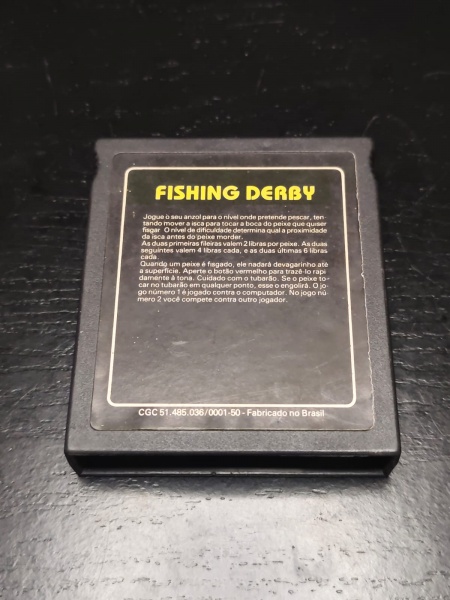 FISHING DERBY
Jogue o seu anzol para o nível onde pretende pescar, ten-
tando mover a isca para tocar a boca do peixe que quiser
fisgar O nível de dificuldade determina qual a proximidade
da isca antes do peixe morder.
As duas primeiras fileiras valem 2 libras por peixe. As duas
seguintes valem 4 libras cada, e as duas últimas 6 libras
cada.
Quando um peixe é fisgado, ele nadará devagarinho até
a superfície. Aperte o botão vermelho para trazê-lo rapi
damente à tona. Cuidado com o tubarão. Se o peixe to-
car no tubarão em qualquer ponto, esse o engolirá. O jo-
go número 1 é jogado contra o computador. No jogo nú
mero 2 você compete contra outro jogador.
CGC 51.485.036/0001-50 - Fabricado no Brasil